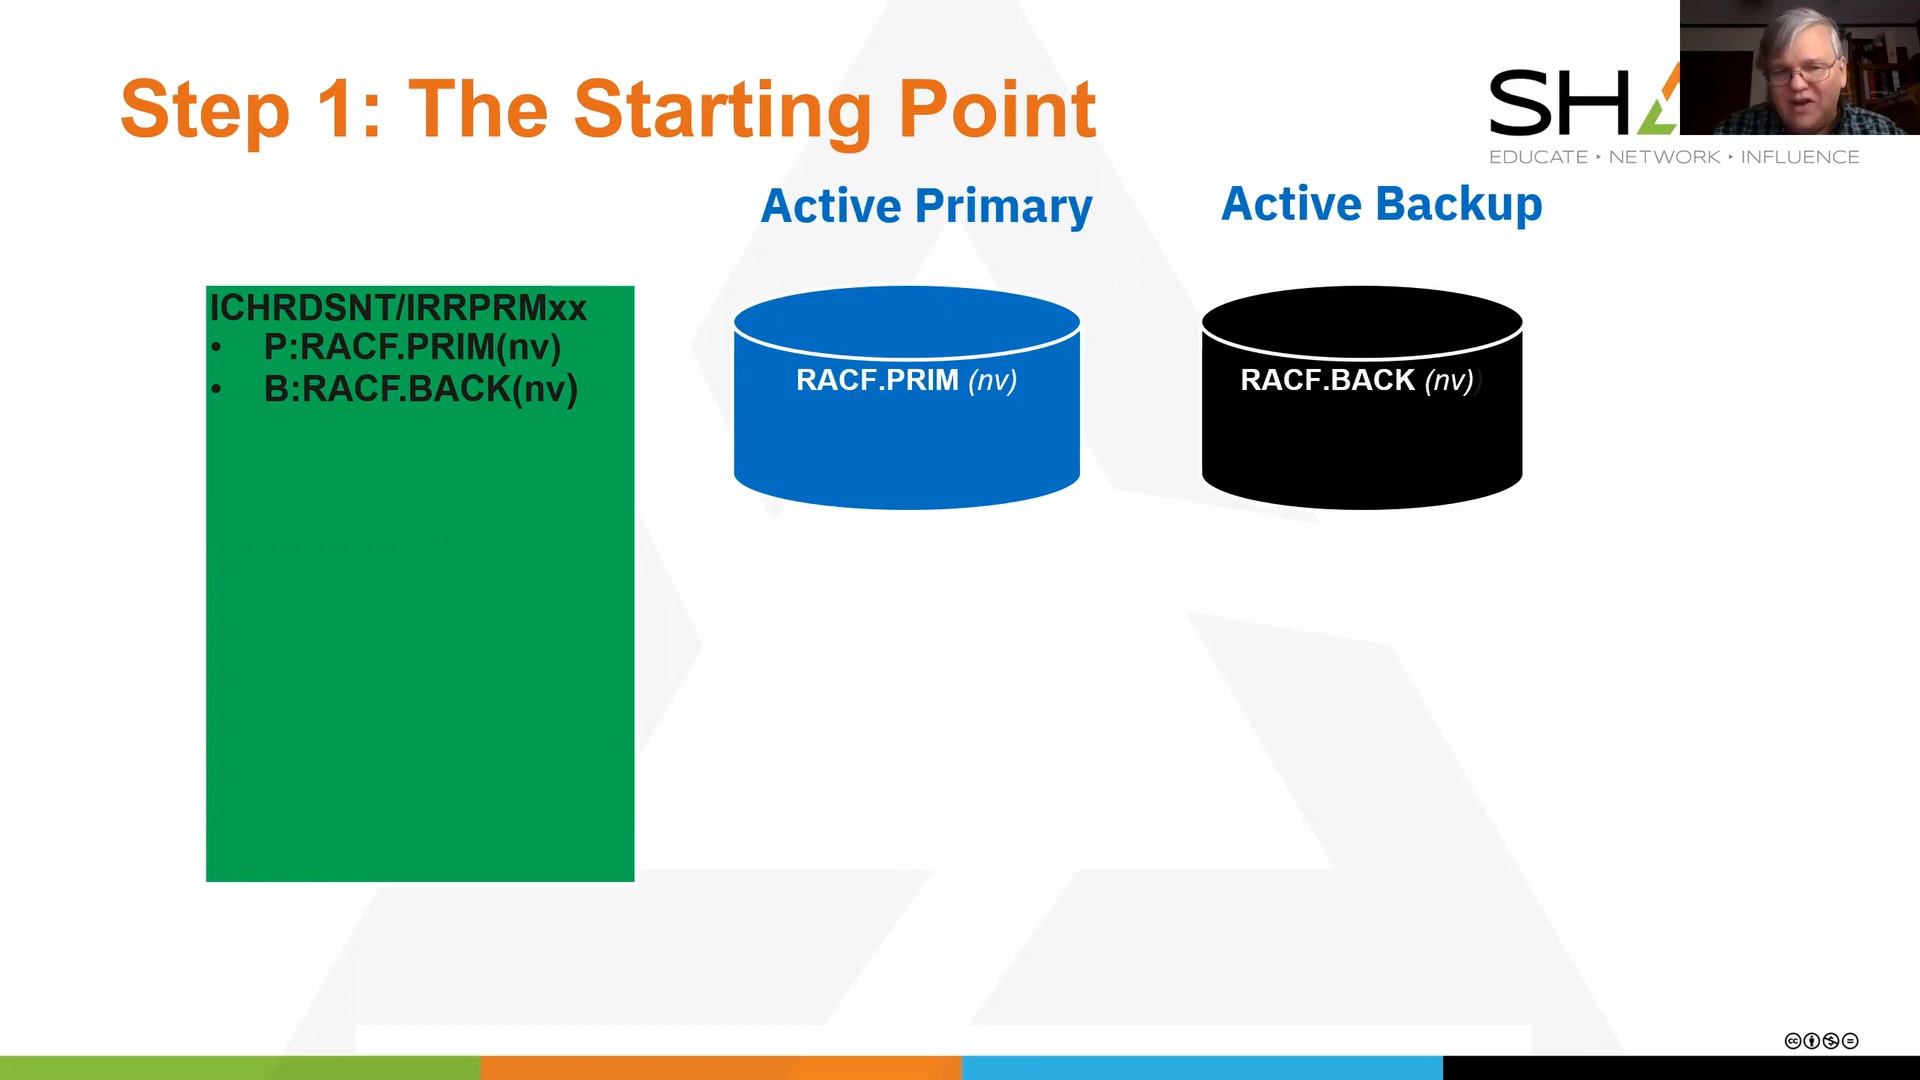 Step 1: The Starting Point
SHA
EDUCATE • NETWORK • INFLUENCE
Active Primary
Active Backup
ICHRDSNT/IRRPRMxx
• P:RACF.PRIM(nv)
• B:RACF.BACK(nv)
RACF.PRIM (nv)
RACF.BACK (nv)
cc